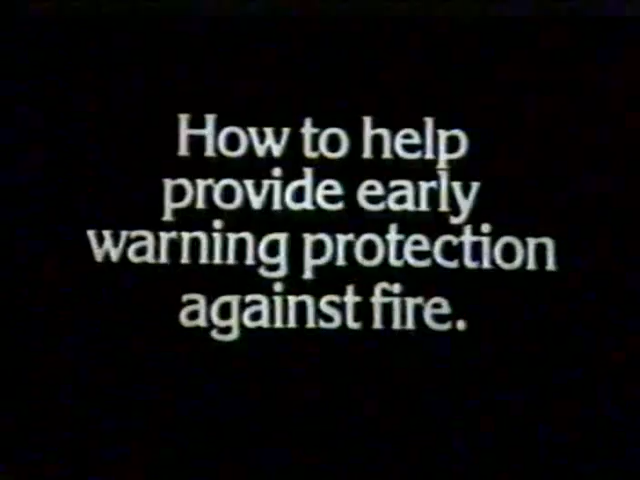 How to help
provide early
warning protection
against fire.